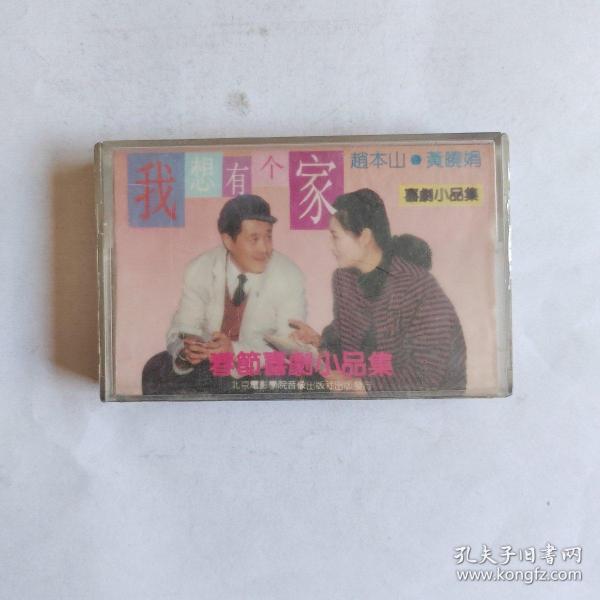 我想有个家
趙本山●黃曉娟
喜劇小品集
春節喜劇小品集
北京電影學院音像出版社出版發行
孔夫子旧书网
www.kongfz.com